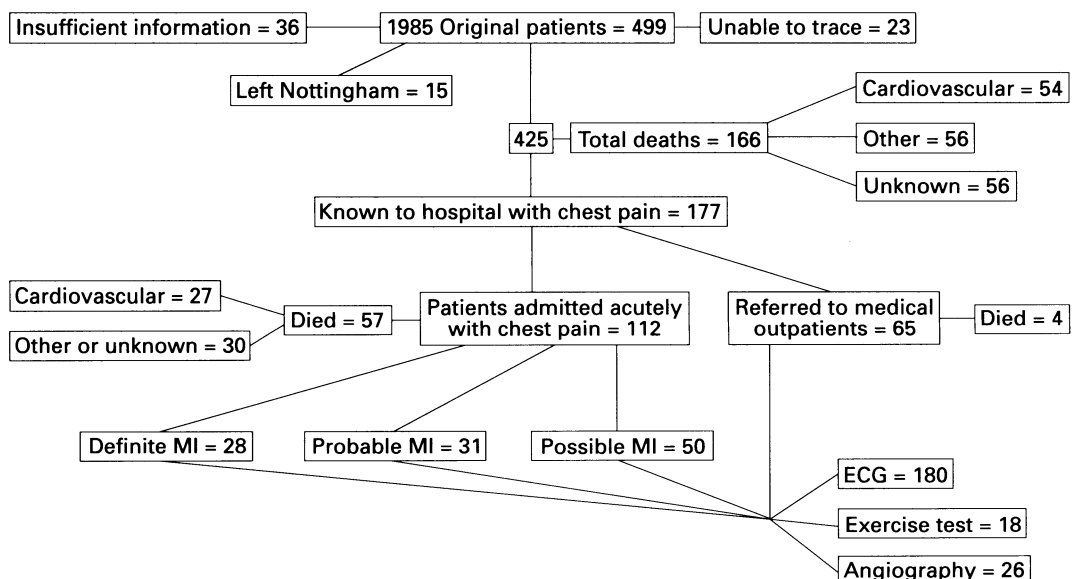 Insufficient information = 36
1985 Original patients = 499
Unable to trace = 23
Left Nottingham = 15
Cardiovascular = 54
425
Total deaths = 166
Other = 56
Unknown = 56
Known to hospital with chest pain = 177
Cardiovascular = 27
Other or unknown = 30
Died = 57
Patients admitted acutely
with chest pain = 112
Referred to medical
outpatients = 65
Died = 4
Definite MI = 28
Probable MI = 31
Possible MI = 50
ECG = 180
Exercise test = 18
Angiography = 26